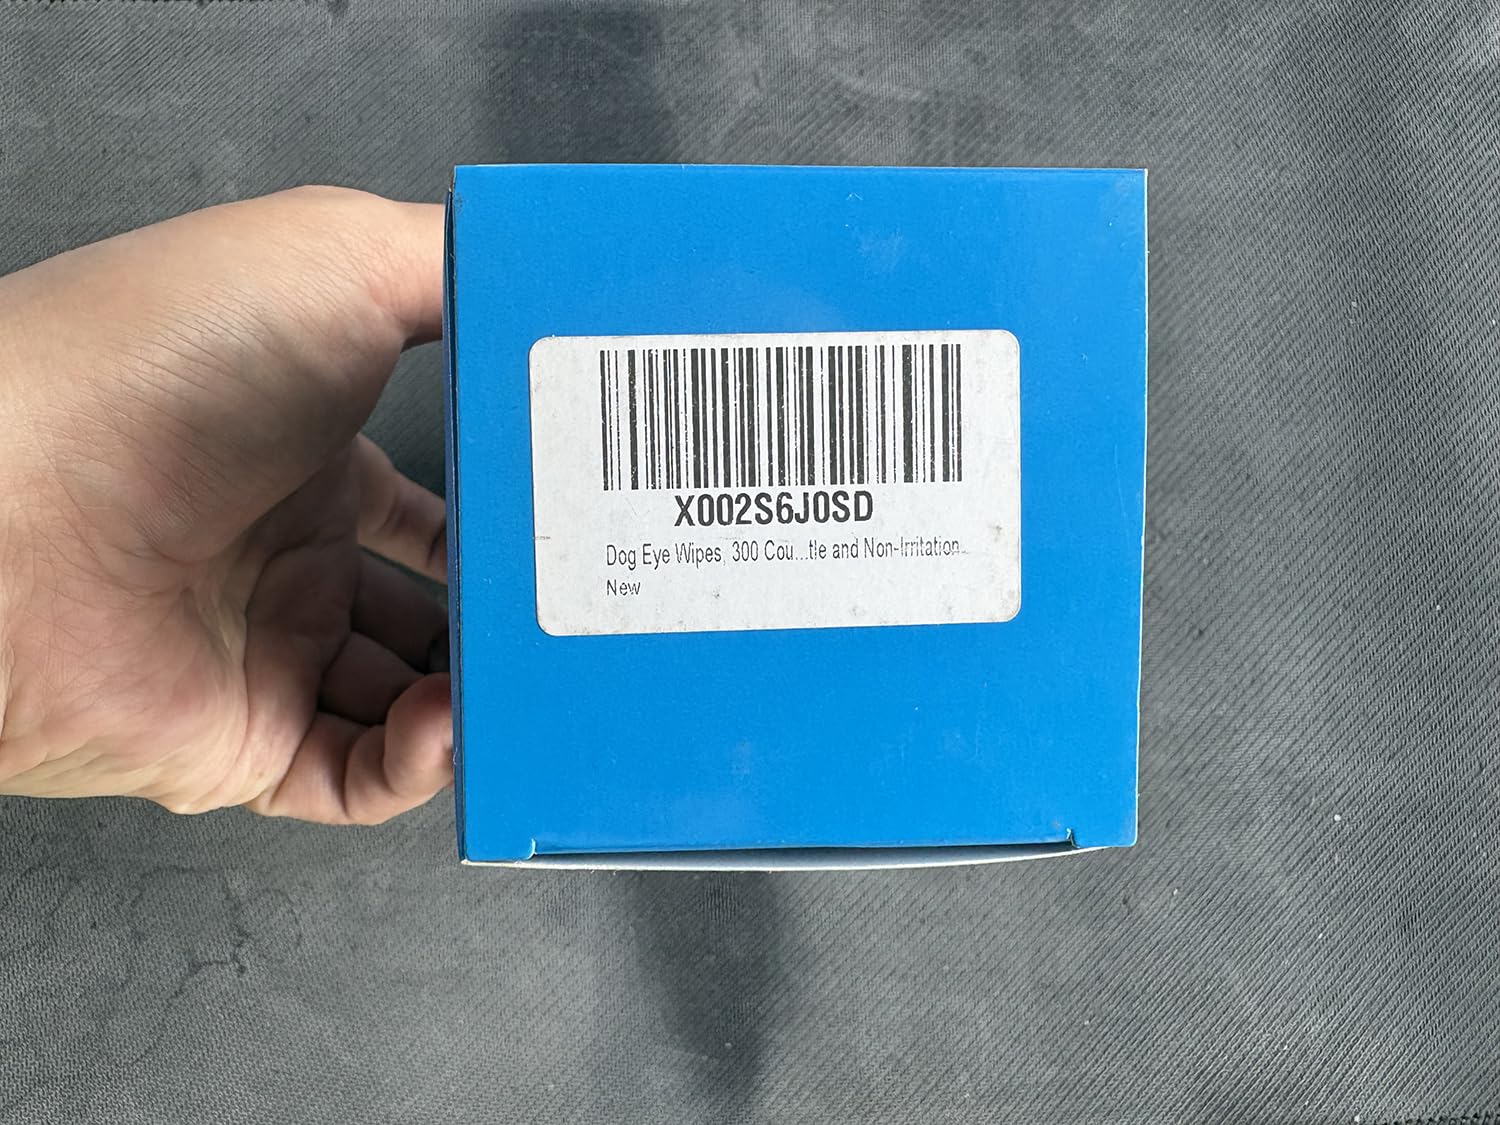 X002S6J0SD
Dog Eye Wipes, 300 Cou...tle and Non-Irritation
New